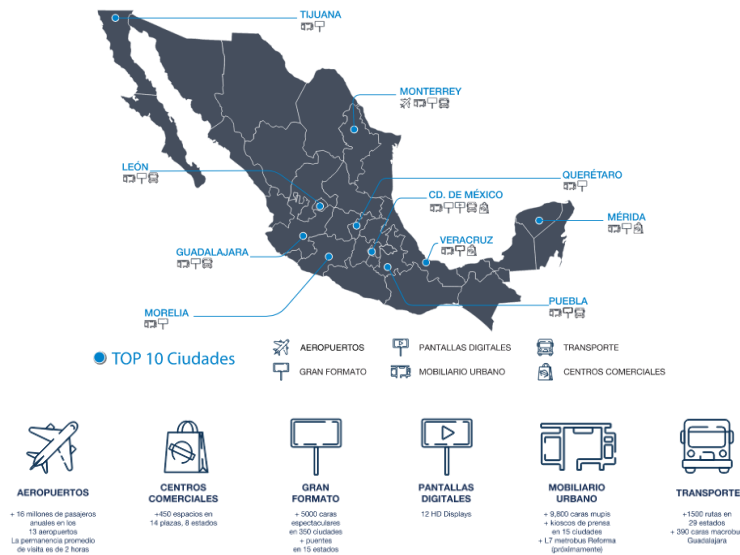 TIJUANA
MONTERREY
LEÓN
QUERÉTARO
CD. DE MÉXICO
MÉRIDA
VERACRUZ
GUADALAJARA
PUEBLA
MORELIA
TOP 10 Ciudades
AEROPUERTOS
PANTALLAS DIGITALES
TRANSPORTE
GRAN FORMATO
MOBILIARIO URBANO
CENTROS COMERCIALES
AEROPUERTOS
+ 16 millones de pasajeros
anuales en los
13 aeropuertos
La permanencia promedio
de visita es de 2 horas
CENTROS
COMERCIALES
+450 espacios en
14 plazas, 8 estados
GRAN
FORMATO
+ 5000 caras
espectaculares
en 350 ciudades
+ puentes
en 15 estados
PANTALLAS
DIGITALES
12 HD Displays
MOBILIARIO
URBANO
+ 9,800 caras mupis
+ kioscos de prensa
en 15 ciudades
+ L7 metrobus Reforma
(próximamente)
TRANSPORTE
+1500 rutas en
29 estados
+ 390 caras macrobu
Guadalajara